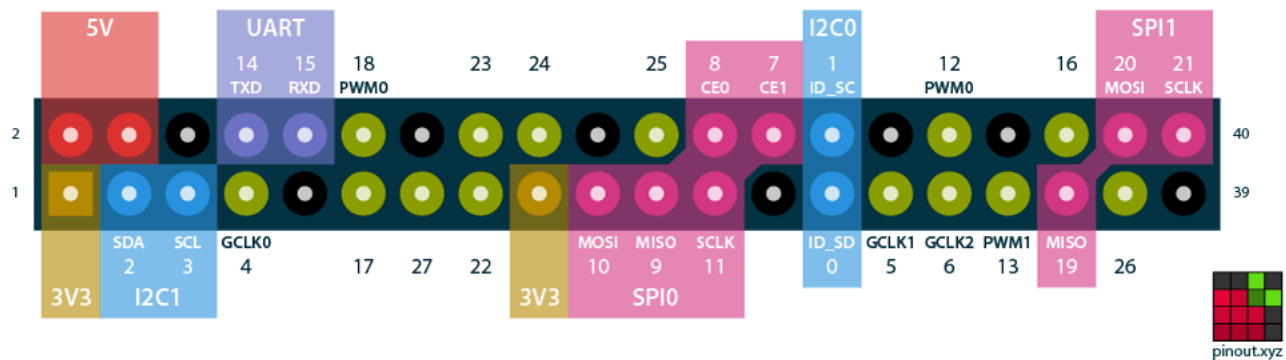 5V UART I2C0 SPI1
14 15 18 23 24 25 8 7 1 12 16 20 21
TXD RXD PWM0 CE0 CE1 ID_SC PWM0 MOSI SCLK
2 40
1 39
SDA SCL GCLK0 MOSI MISO SCLK ID_SD GCLK1 GCLK2 PWM1 MISO
2 3 4 17 27 22 10 9 11 0 5 6 13 19 26
3V3 I2C1 3V3 SPI0
pinout.xyz